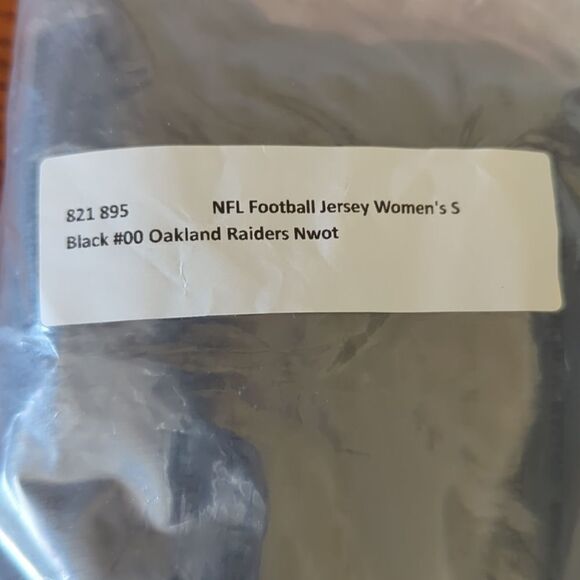 821 895 NFL Football Jersey Women's S
Black #00 Oakland Raiders Nwot